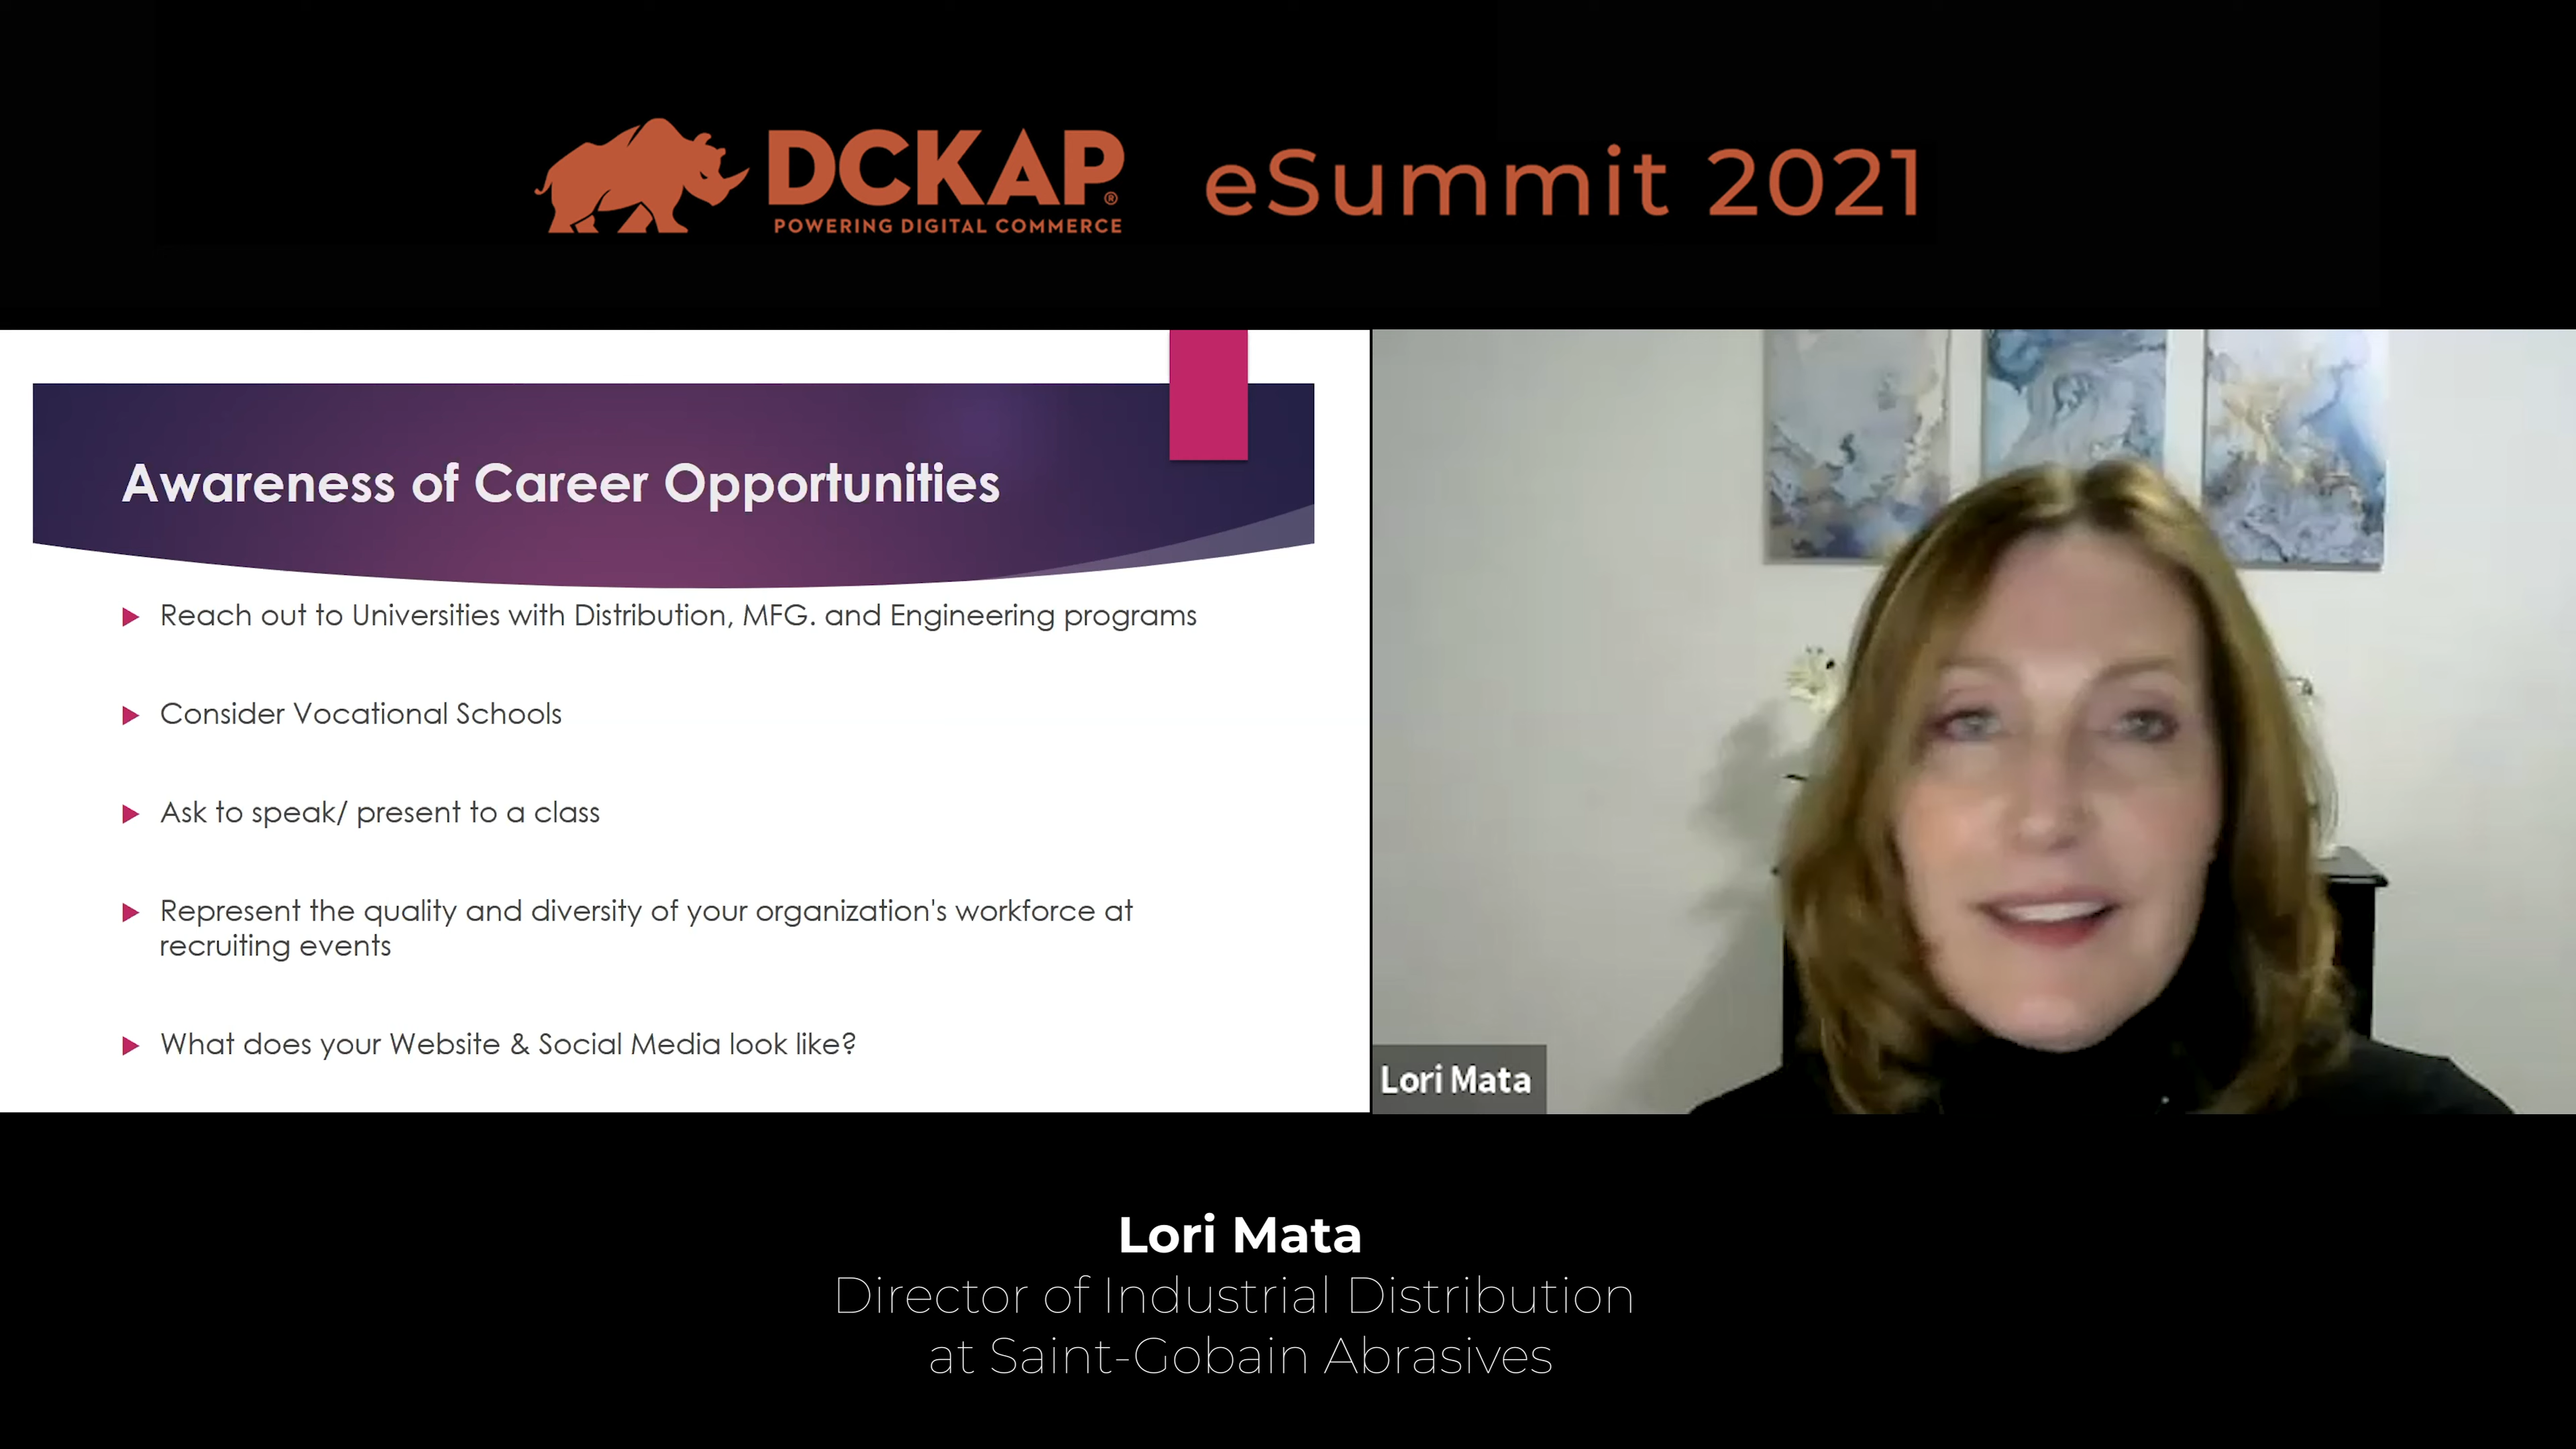 DCKAP®
POWERING DIGITAL COMMERCE
eSummit 2021
Awareness of Career Opportunities
Reach out to Universities with Distribution, MFG. and Engineering programs
Consider Vocational Schools
Ask to speak/ present to a class
Represent the quality and diversity of your organization's workforce at
recruiting events
What does your Website & Social Media look like?
Lori Mata
Lori Mata
Director of Industrial Distribution
at Saint-Gobain Abrasives